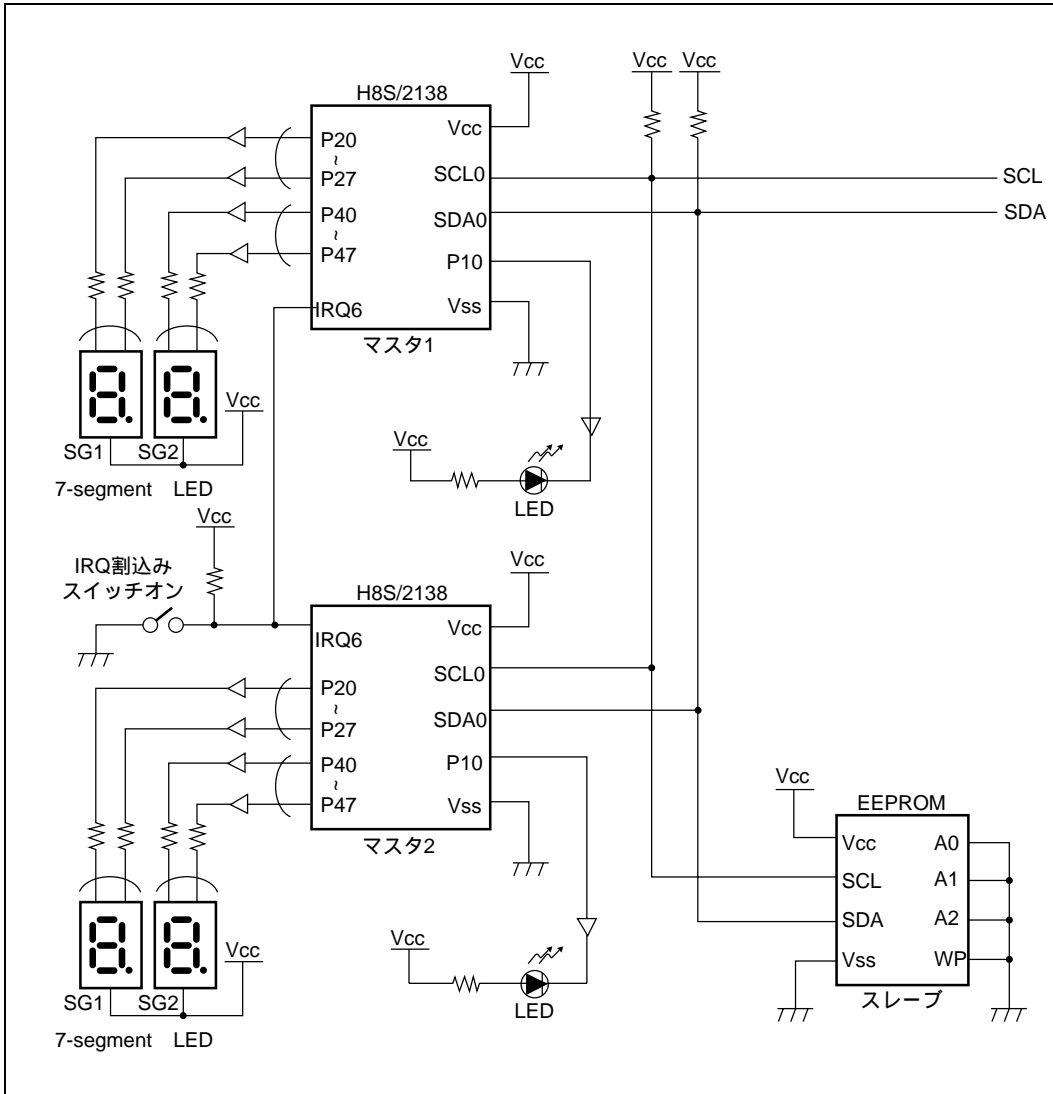 Vcc
Vcc
Vcc
H8S/2138
P20
~
P27
P40
~
P47
IRQ6
Vcc
SCL0
SDA0
P10
Vss
SCL
SDA
マスタ1
Vcc
SG1
SG2
7-segment LED
Vcc
LED
Vcc
IRQ割込み
スイッチオン
Vcc
H8S/2138
IRQ6
P20
~
P27
P40
~
P47
Vcc
SCL0
SDA0
P10
Vss
マスタ2
Vcc
SG1
SG2
7-segment LED
Vcc
LED
Vcc
EEPROM
Vcc
SCL
SDA
Vss
A0
A1
A2
WP
スレーブ